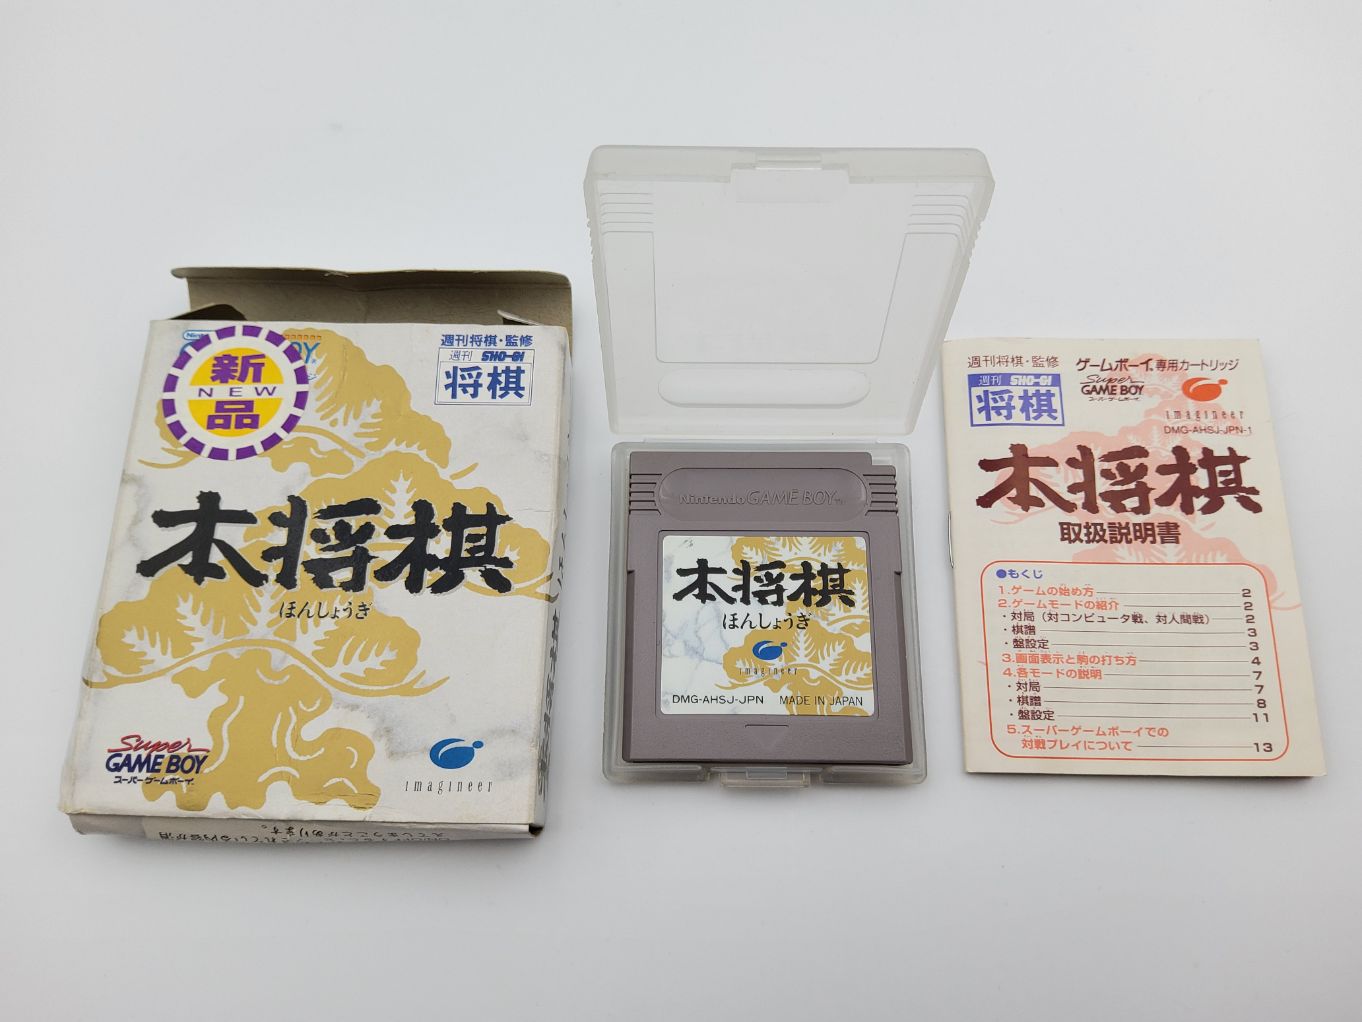 新
NEW
品
週刊将棋・監修
週刊 SHO-GI
将棋
本将棋
ほんしょうぎ
Super
GAME BOY
スーパーゲームボーイ
imagineer
Nintendo GAME BOY
本将棋
ほんしょうぎ
imagineer
DMG-AHSJ-JPN MADE IN JAPAN
週刊将棋・監修
週刊 SHO-GI
将棋
ゲームボーイ専用カートリッジ
Super
GAME BOY
スーパーゲームボーイ
imagineer
DMG-AHSJ-JPN-1
本将棋
取扱説明書
●もくじ
1.ゲームの始め方 2
2.ゲームモードの紹介 2
・対局（対コンピュータ戦、対人間戦） 2
・棋譜 3
・盤設定 3
3.画面表示と駒の打ち方 4
4.各モードの説明 7
・対局 7
・棋譜 8
・盤設定 11
5.スーパーゲームボーイでの
対戦プレイについて 13